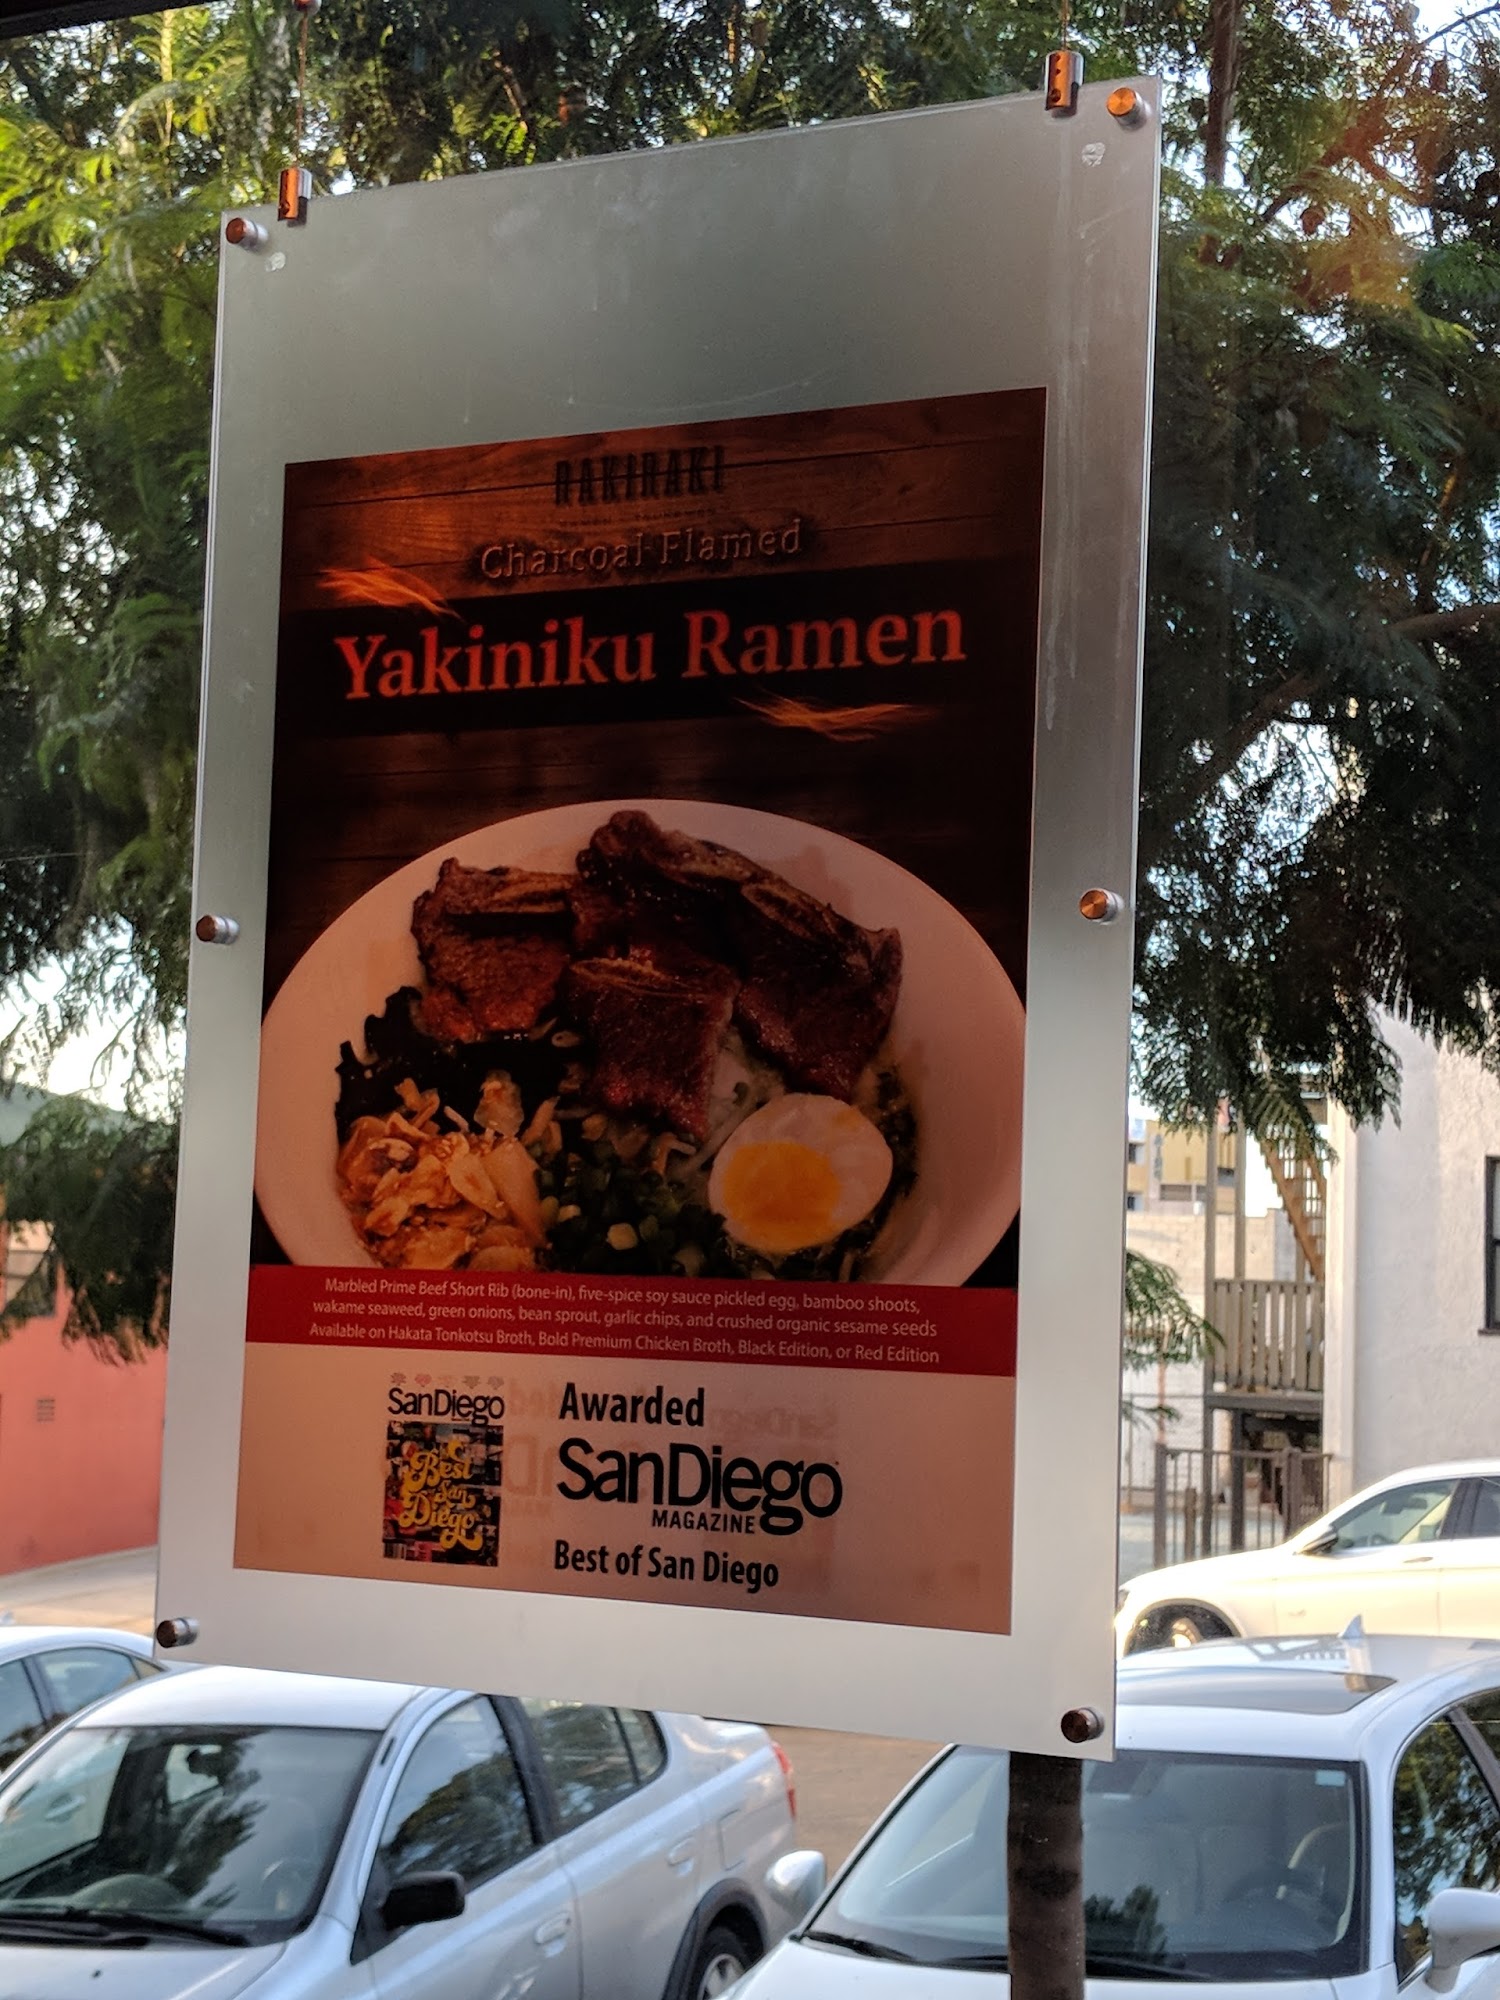 RAKIRAKI
Charcoal Flamed
Yakiniku Ramen
Marbled Prime Beef Short Rib (bone-in), five-spice soy sauce pickled egg, bamboo shoots,
wakame seaweed, green onions, bean sprout, garlic chips, and crushed organic sesame seeds
Available on Hakata Tonkotsu Broth, Bold Premium Chicken Broth, Black Edition, or Red Edition
SanDiego
Best
San
Diego
Awarded
SanDiego
MAGAZINE
Best of San Diego